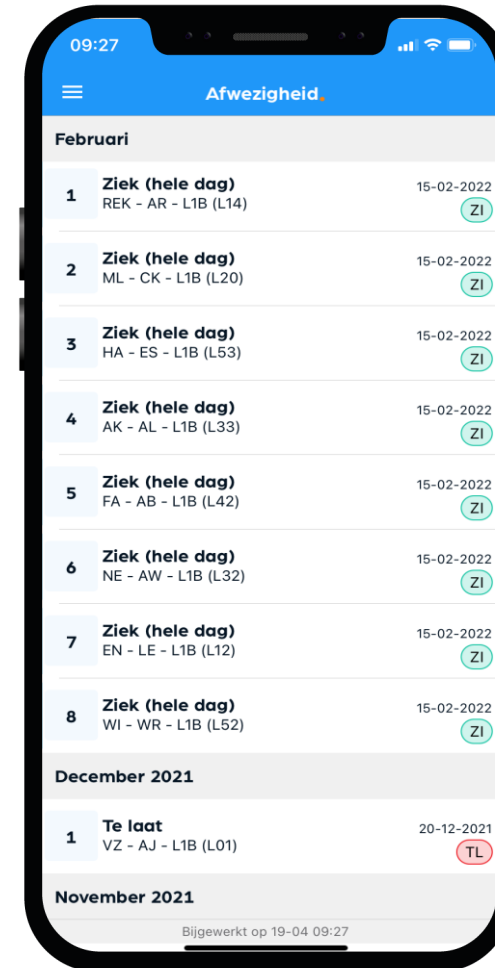 09:27
Afwezigheid.
Februari
1 Ziek (hele dag) 15-02-2022
REK - AR - L1B (L14) ZI
2 Ziek (hele dag) 15-02-2022
ML - CK - L1B (L20) ZI
3 Ziek (hele dag) 15-02-2022
HA - ES - L1B (L53) ZI
4 Ziek (hele dag) 15-02-2022
AK - AL - L1B (L33) ZI
5 Ziek (hele dag) 15-02-2022
FA - AB - L1B (L42) ZI
6 Ziek (hele dag) 15-02-2022
NE - AW - L1B (L32) ZI
7 Ziek (hele dag) 15-02-2022
EN - LE - L1B (L12) ZI
8 Ziek (hele dag) 15-02-2022
WI - WR - L1B (L52) ZI
December 2021
1 Te laat 20-12-2021
VZ - AJ - L1B (L01) TL
November 2021
Bijgewerkt op 19-04 09:27